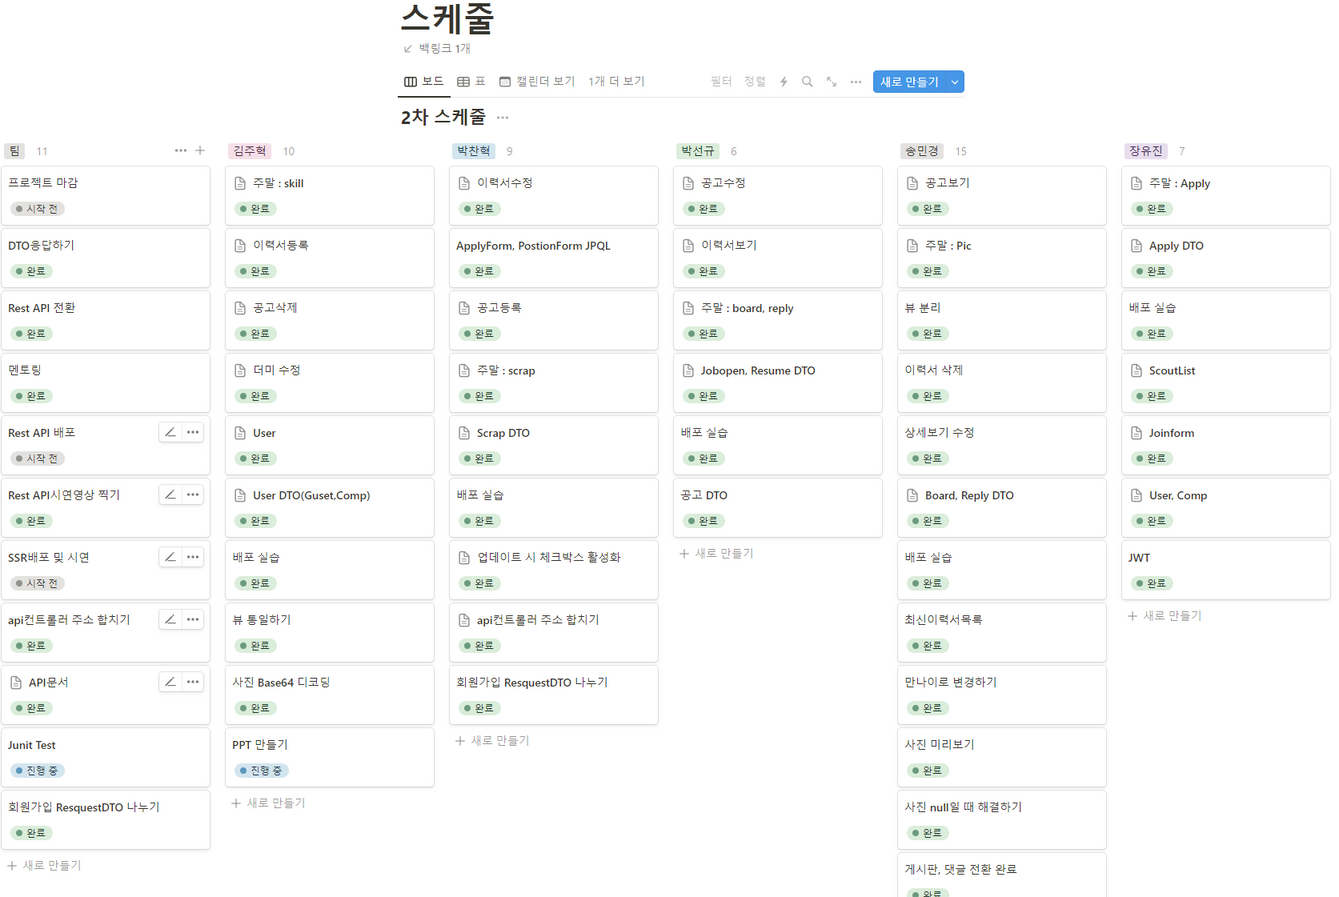 스케줄
백링크 1개
보드 표 캘린더 보기 1개 더 보기 필터 정렬 새로 만들기
2차 스케줄
팀 11
프로젝트 마감
시작 전
DTO응답하기
완료
Rest API 전환
완료
멘토링
완료
Rest API 배포
시작 전
Rest API시연영상 찍기
완료
SSR배포 및 시연
시작 전
api컨트롤러 주소 합치기
완료
API문서
완료
Junit Test
진행 중
회원가입 ResquestDTO 나누기
완료
새로 만들기
김주혁 10
주말 : skill
완료
이력서등록
완료
공고삭제
완료
더미 수정
완료
User
완료
User DTO(Guset,Comp)
완료
배포 실습
완료
뷰 통일하기
완료
사진 Base64 디코딩
완료
PPT 만들기
진행 중
새로 만들기
박찬혁 9
이력서수정
완료
ApplyForm, PostionForm JPQL
완료
공고등록
완료
주말 : scrap
완료
Scrap DTO
완료
배포 실습
완료
업데이트 시 체크박스 활성화
완료
api컨트롤러 주소 합치기
완료
회원가입 ResquestDTO 나누기
완료
새로 만들기
박선규 6
공고수정
완료
이력서보기
완료
주말 : board, reply
완료
Jobopen, Resume DTO
완료
배포 실습
완료
공고 DTO
완료
새로 만들기
송민경 15
공고보기
완료
주말 : Pic
완료
뷰 분리
완료
이력서 삭제
완료
상세보기 수정
완료
Board, Reply DTO
완료
배포 실습
완료
최신이력서목록
완료
만나이로 변경하기
완료
사진 미리보기
완료
사진 null일 때 해결하기
완료
게시판, 댓글 전환 완료
완료
장유진 7
주말 : Apply
완료
Apply DTO
완료
배포 실습
완료
ScoutList
완료
Joinform
완료
User, Comp
완료
JWT
완료
새로 만들기